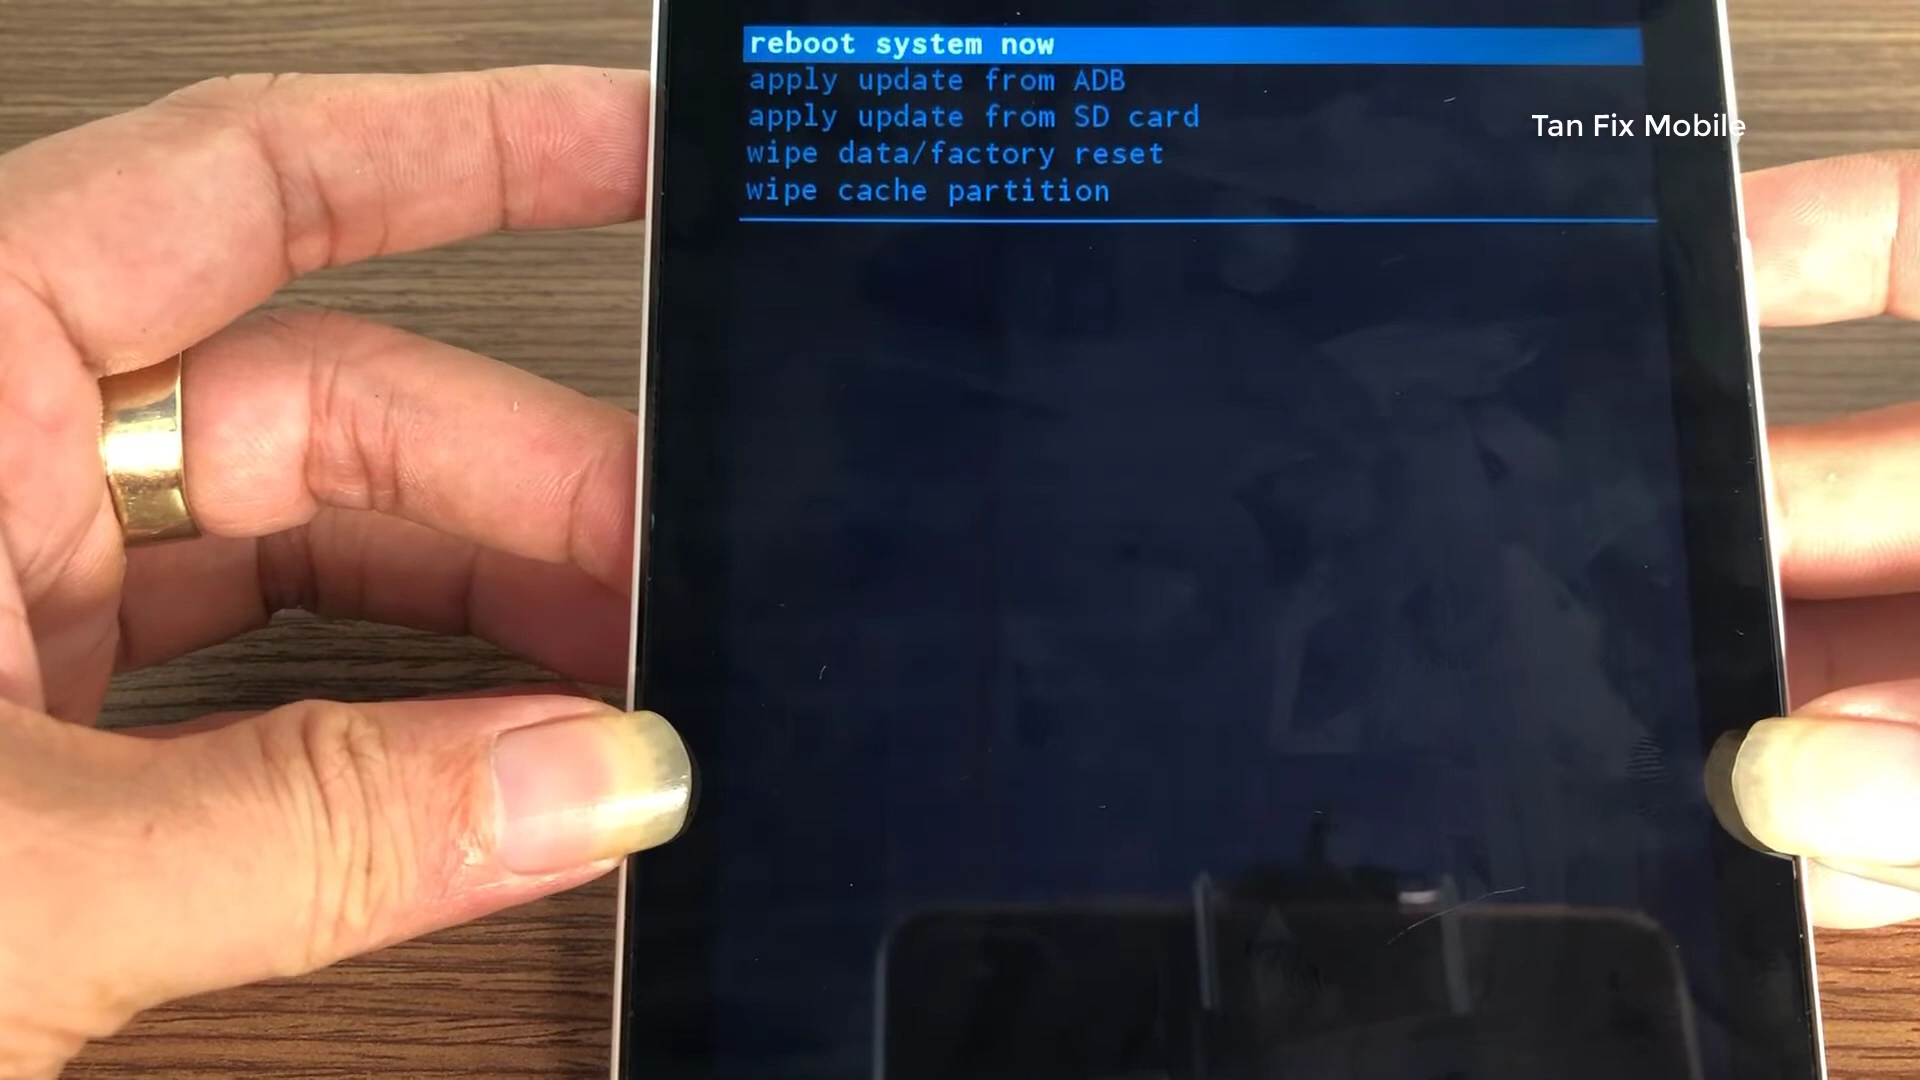 reboot system now
apply update from ADB
apply update from SD card
Tan Fix Mobile
wipe data/factory reset
wipe cache partition